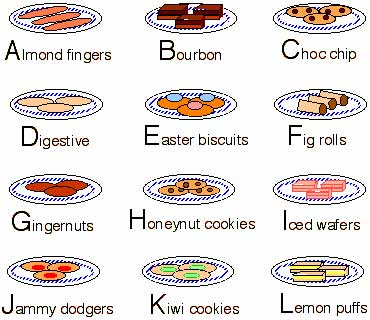 Almond fingers Bourbon Choc chip
Digestive Easter biscuits Fig rolls
Gingernuts Honeynut cookies Iced wafers
Jammy dodgers Kiwi cookies Lemon puffs